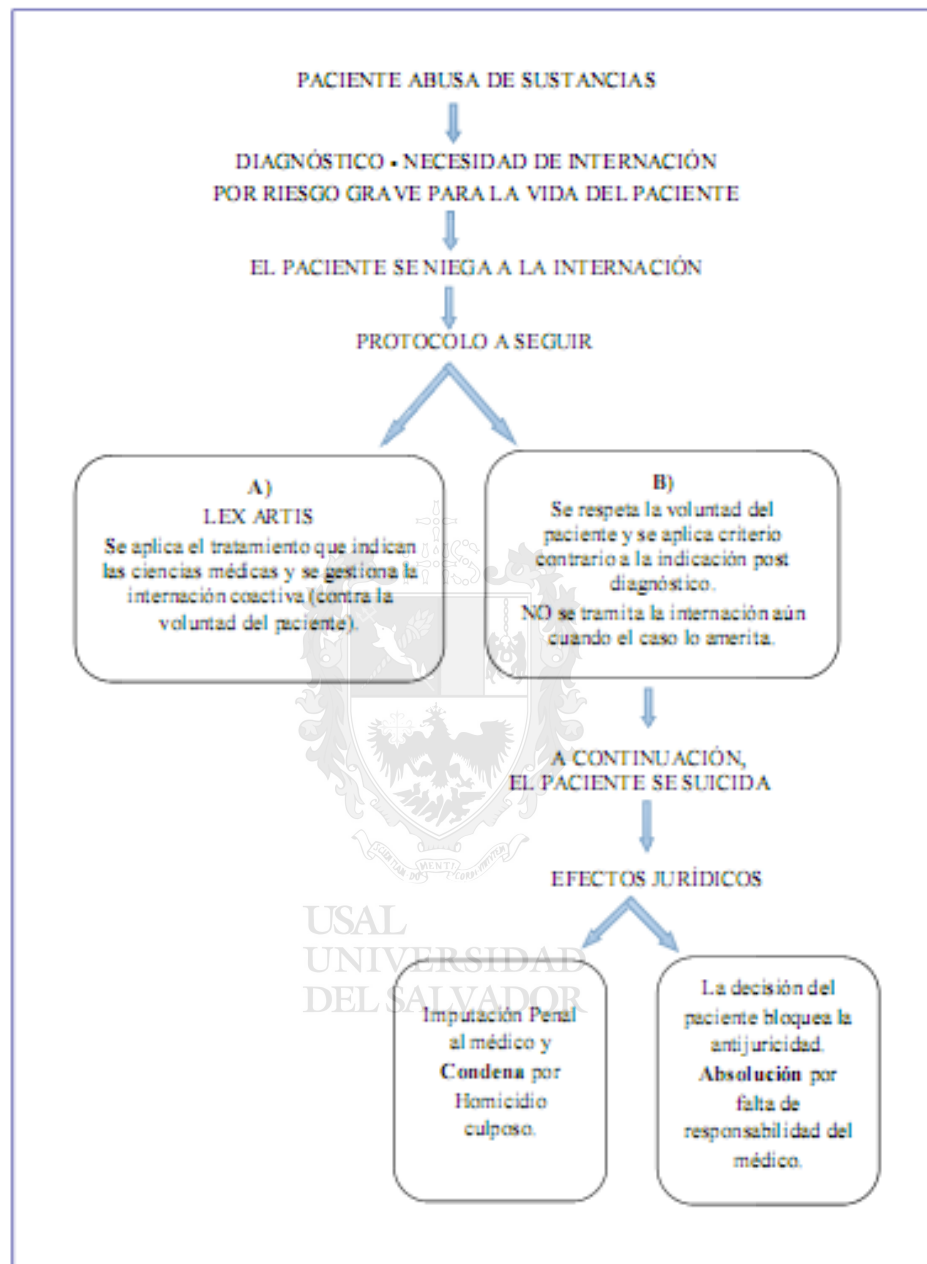 PACIENTE ABUSA DE SUSTANCIAS
DIAGNÓSTICO - NECESIDAD DE INTERNACIÓN
POR RIESGO GRAVE PARA LA VIDA DEL PACIENTE
EL PACIENTE SE NIEGA A LA INTERNACIÓN
PROTOCOLO A SEGUIR
A)
LEX ARTIS
Se aplica el tratamiento que indican
las ciencias médicas y se gestiona la
internación coactiva (contra la
voluntad del paciente).
B)
Se respeta la voluntad del
paciente y se aplica criterio
contrario a la indicación post
diagnóstico.
NO se tramita la internación aún
cuando el caso lo amerita.
A CONTINUACIÓN,
EL PACIENTE SE SUICIDA
EFECTOS JURÍDICOS
USAL
UNIVERSIDAD
DEL SALVADOR
Imputación Penal
al médico y
Condena por
Homicidio
culposo.
La decisión del
paciente bloquea la
antijuricidad.
Absolución por
falta de
responsabilidad del
médico.